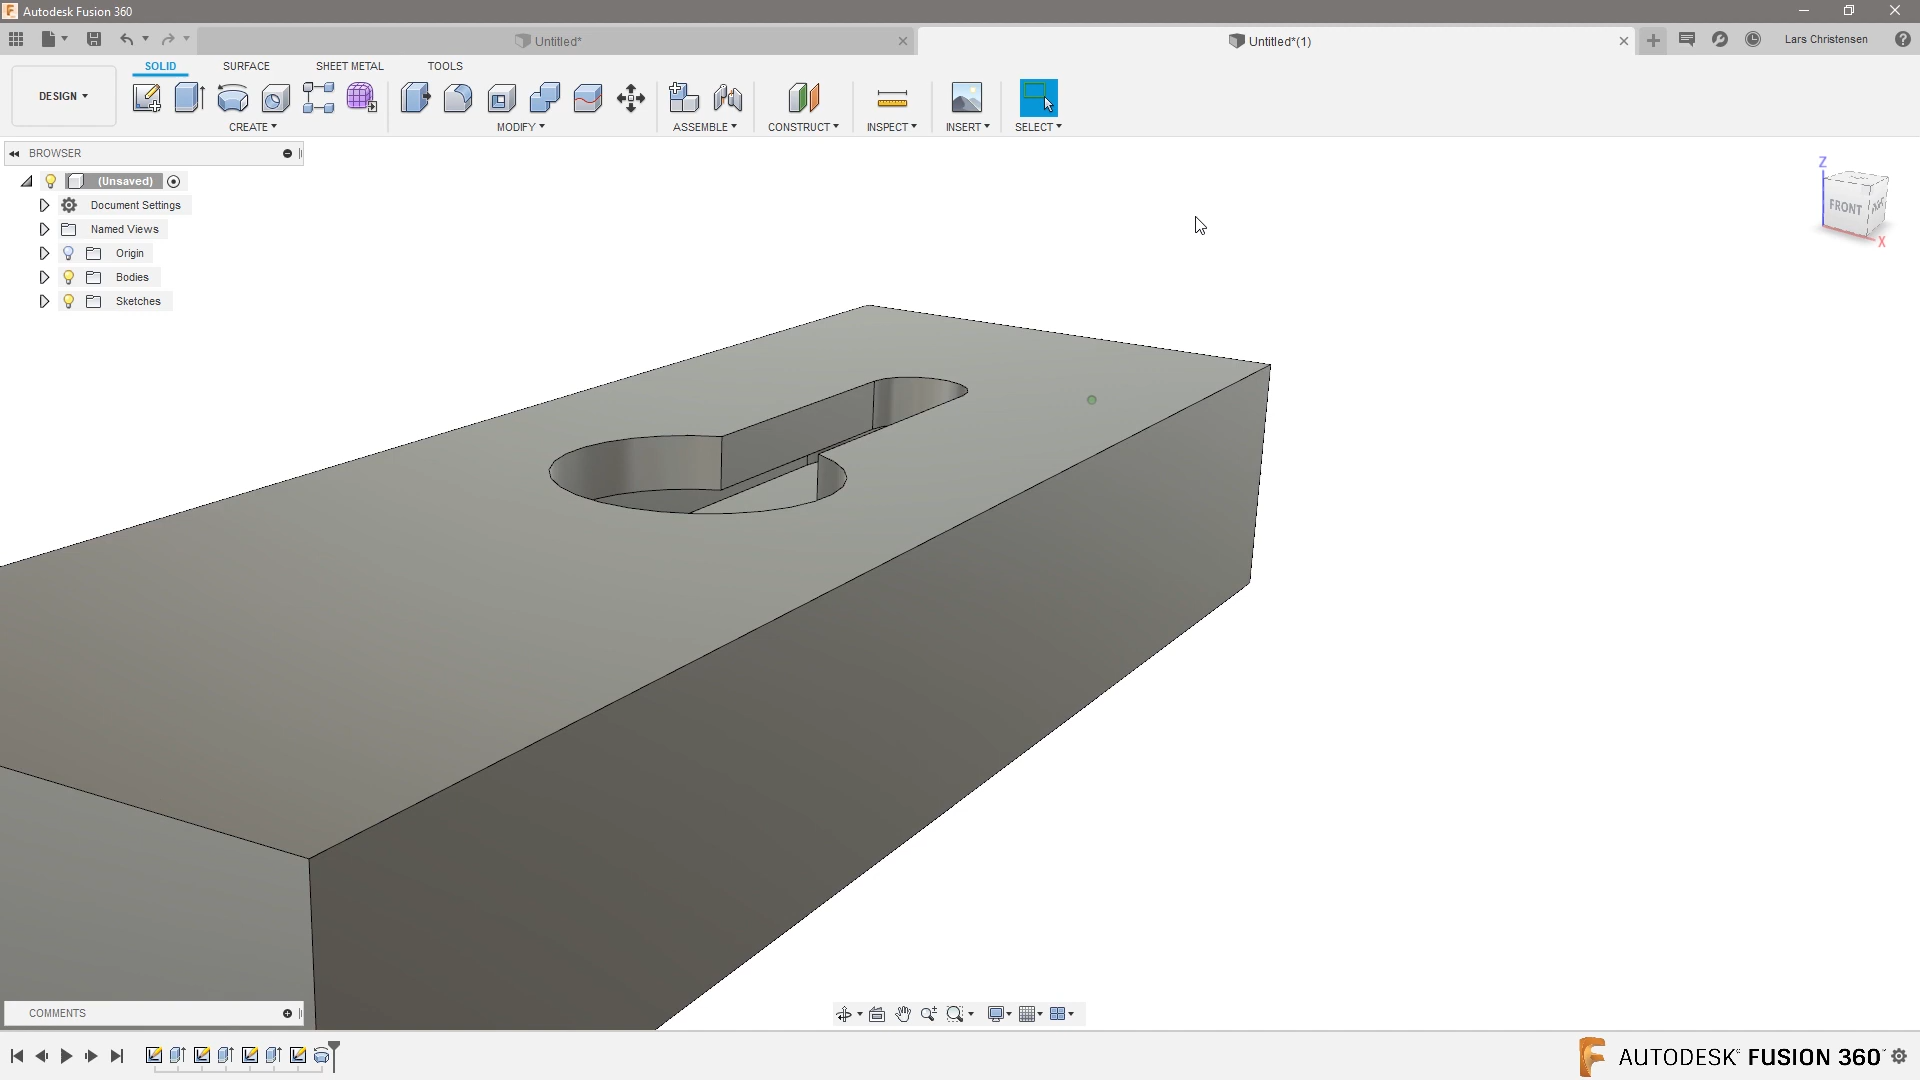 Autodesk Fusion 360
Untitled*
Untitled*(1)
Lars Christensen
SOLID
SURFACE
SHEET METAL
TOOLS
DESIGN
CREATE
MODIFY
ASSEMBLE
CONSTRUCT
INSPECT
INSERT
SELECT
BROWSER
(Unsaved)
Document Settings
Named Views
Origin
Bodies
Sketches
Z
FRONT
X
COMMENTS
AUTODESK® FUSION 360™